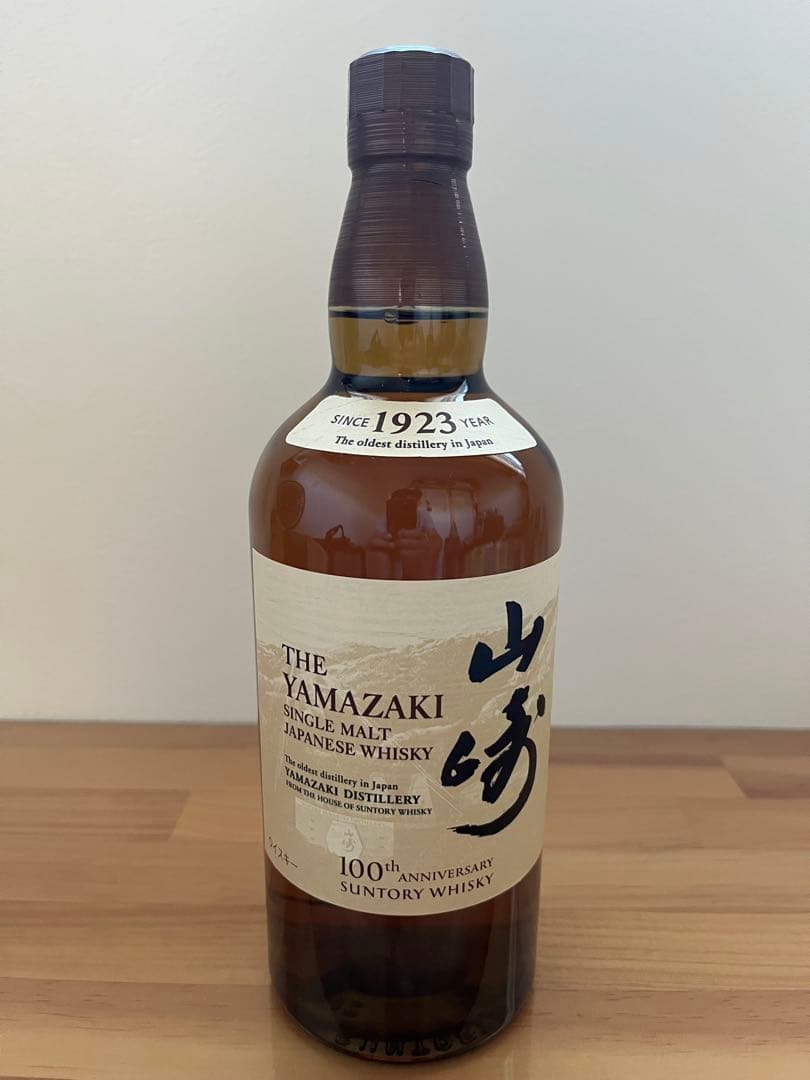 SINCE 1923 YEAR
The oldest distillery in Japan
山崎
THE
YAMAZAKI
SINGLE MALT
JAPANESE WHISKY
The oldest distillery in Japan
YAMAZAKI DISTILLERY
FROM THE HOUSE OF SUNTORY WHISKY
山崎
ウイスキー
100th ANNIVERSARY
SUNTORY WHISKY